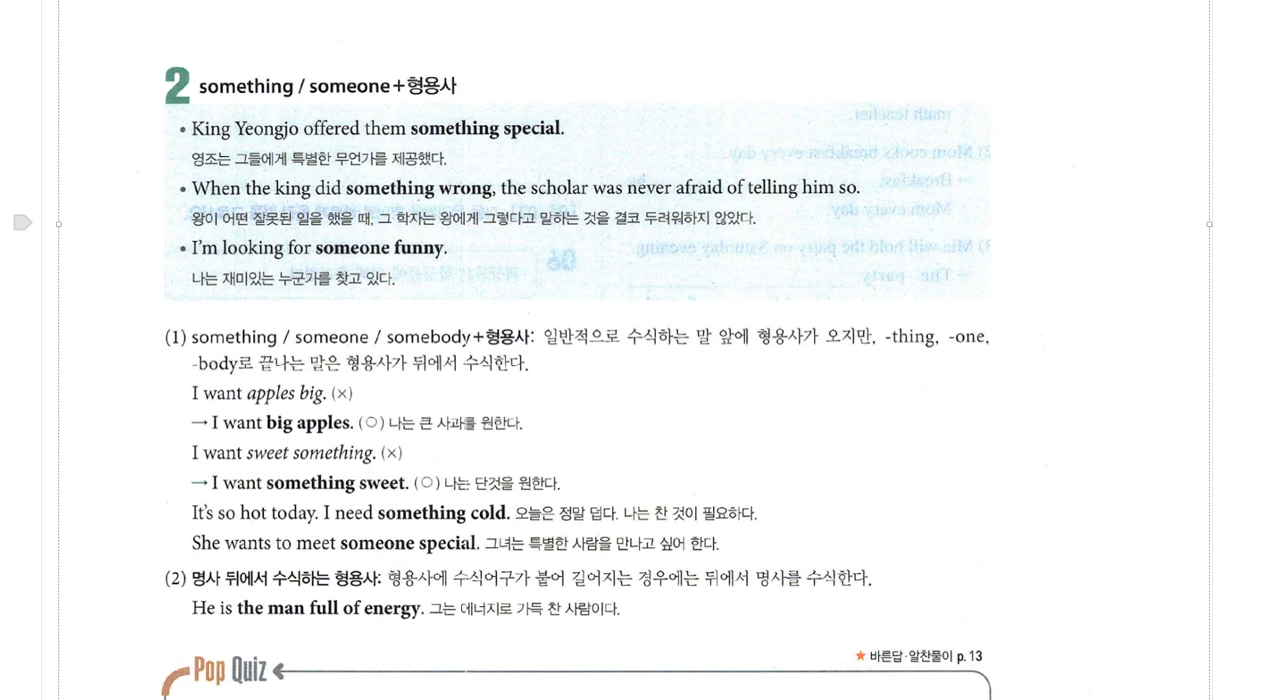 2 something / someone+형용사
• King Yeongjo offered them something special.
영조는 그들에게 특별한 무언가를 제공했다.
• When the king did something wrong, the scholar was never afraid of telling him so.
왕이 어떤 잘못된 일을 했을 때, 그 학자는 왕에게 그렇다고 말하는 것을 결코 두려워하지 않았다.
• I'm looking for someone funny.
나는 재미있는 누군가를 찾고 있다.
(1) something / someone / somebody+형용사: 일반적으로 수식하는 말 앞에 형용사가 오지만, -thing, -one,
-body로 끝나는 말은 형용사가 뒤에서 수식한다.
I want apples big. (×)
→ I want big apples. (○) 나는 큰 사과를 원한다.
I want sweet something. (×)
→ I want something sweet. (○) 나는 단것을 원한다.
It's so hot today. I need something cold. 오늘은 정말 덥다. 나는 찬 것이 필요하다.
She wants to meet someone special. 그녀는 특별한 사람을 만나고 싶어 한다.
(2) 명사 뒤에서 수식하는 형용사: 형용사에 수식어구가 붙어 길어지는 경우에는 뒤에서 명사를 수식한다.
He is the man full of energy. 그는 에너지로 가득 찬 사람이다.
★ 바른답·알찬풀이 p. 13
Pop Quiz